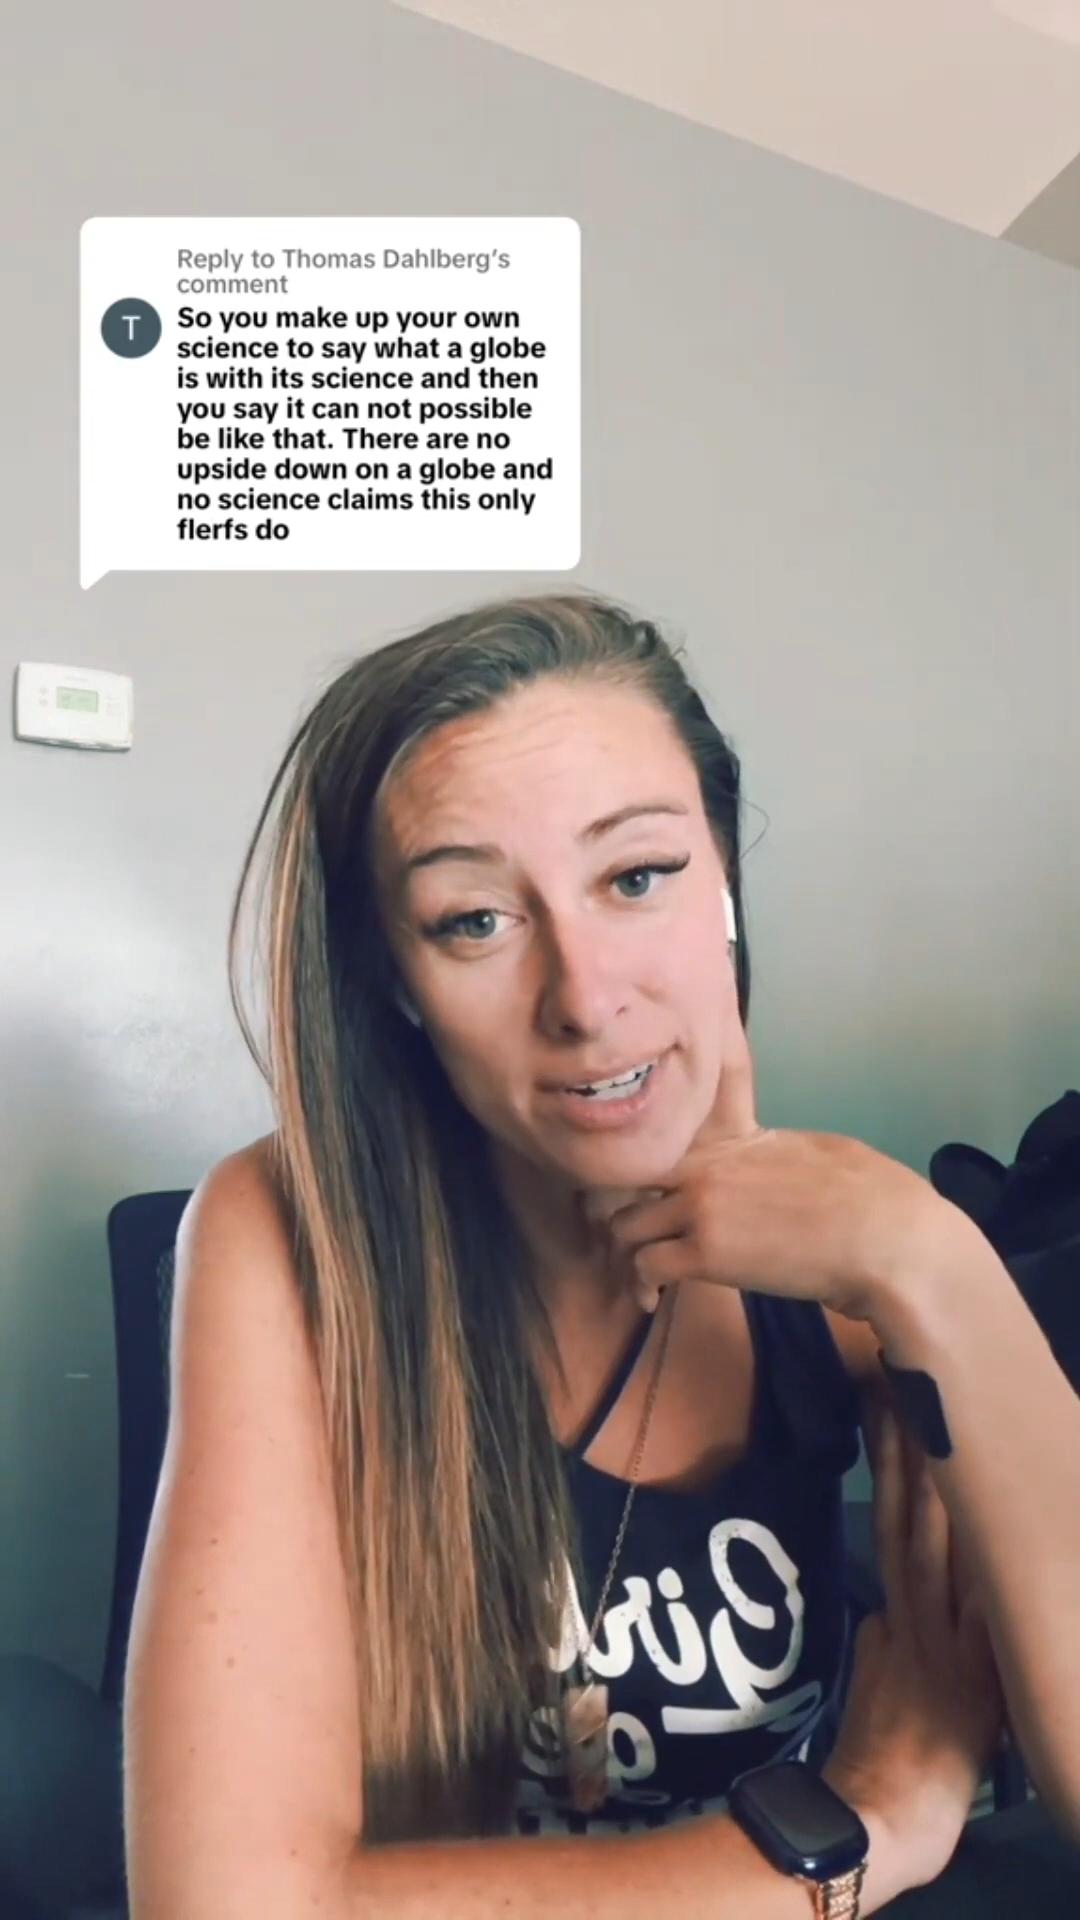 Reply to Thomas Dahlberg's
comment
T
So you make up your own
science to say what a globe
is with its science and then
you say it can not possible
be like that. There are no
upside down on a globe and
no science claims this only
flerfs do